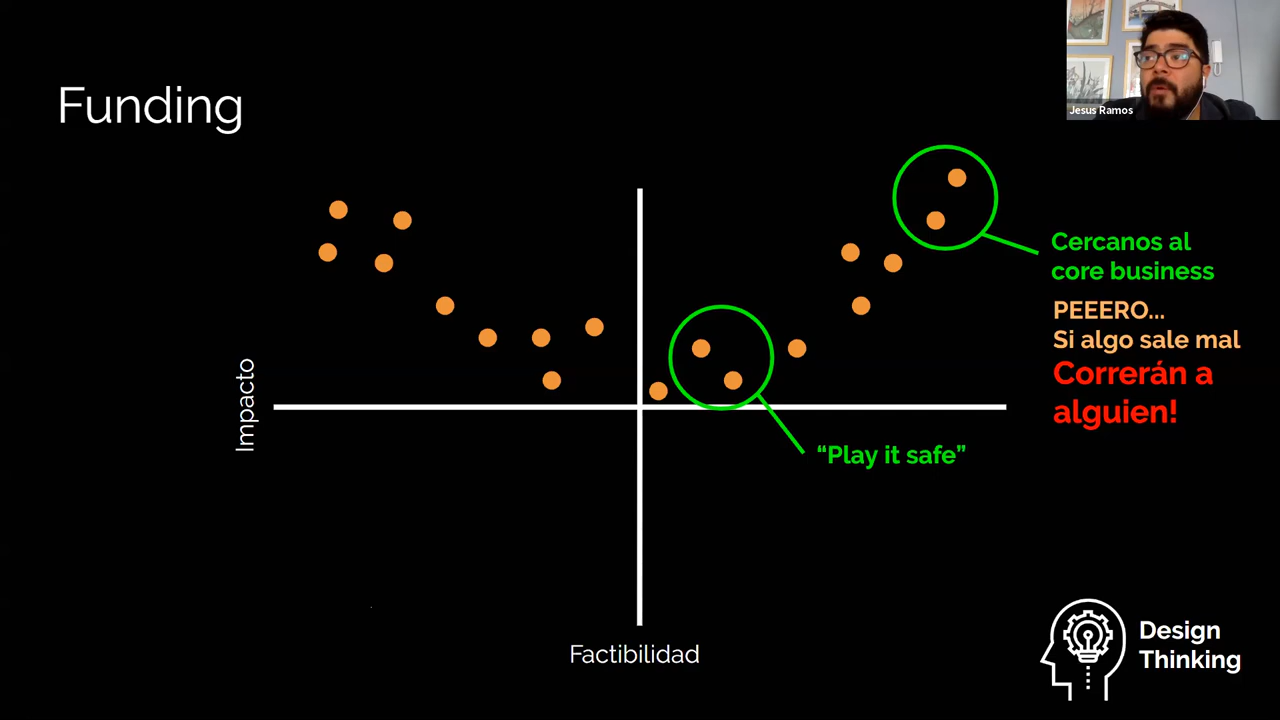 Funding
Jesus Ramos
Cercanos al
core business
PEEERO...
Si algo sale mal
Correrán a
alguien!
Impacto
“Play it safe”
Factibilidad
Design
Thinking